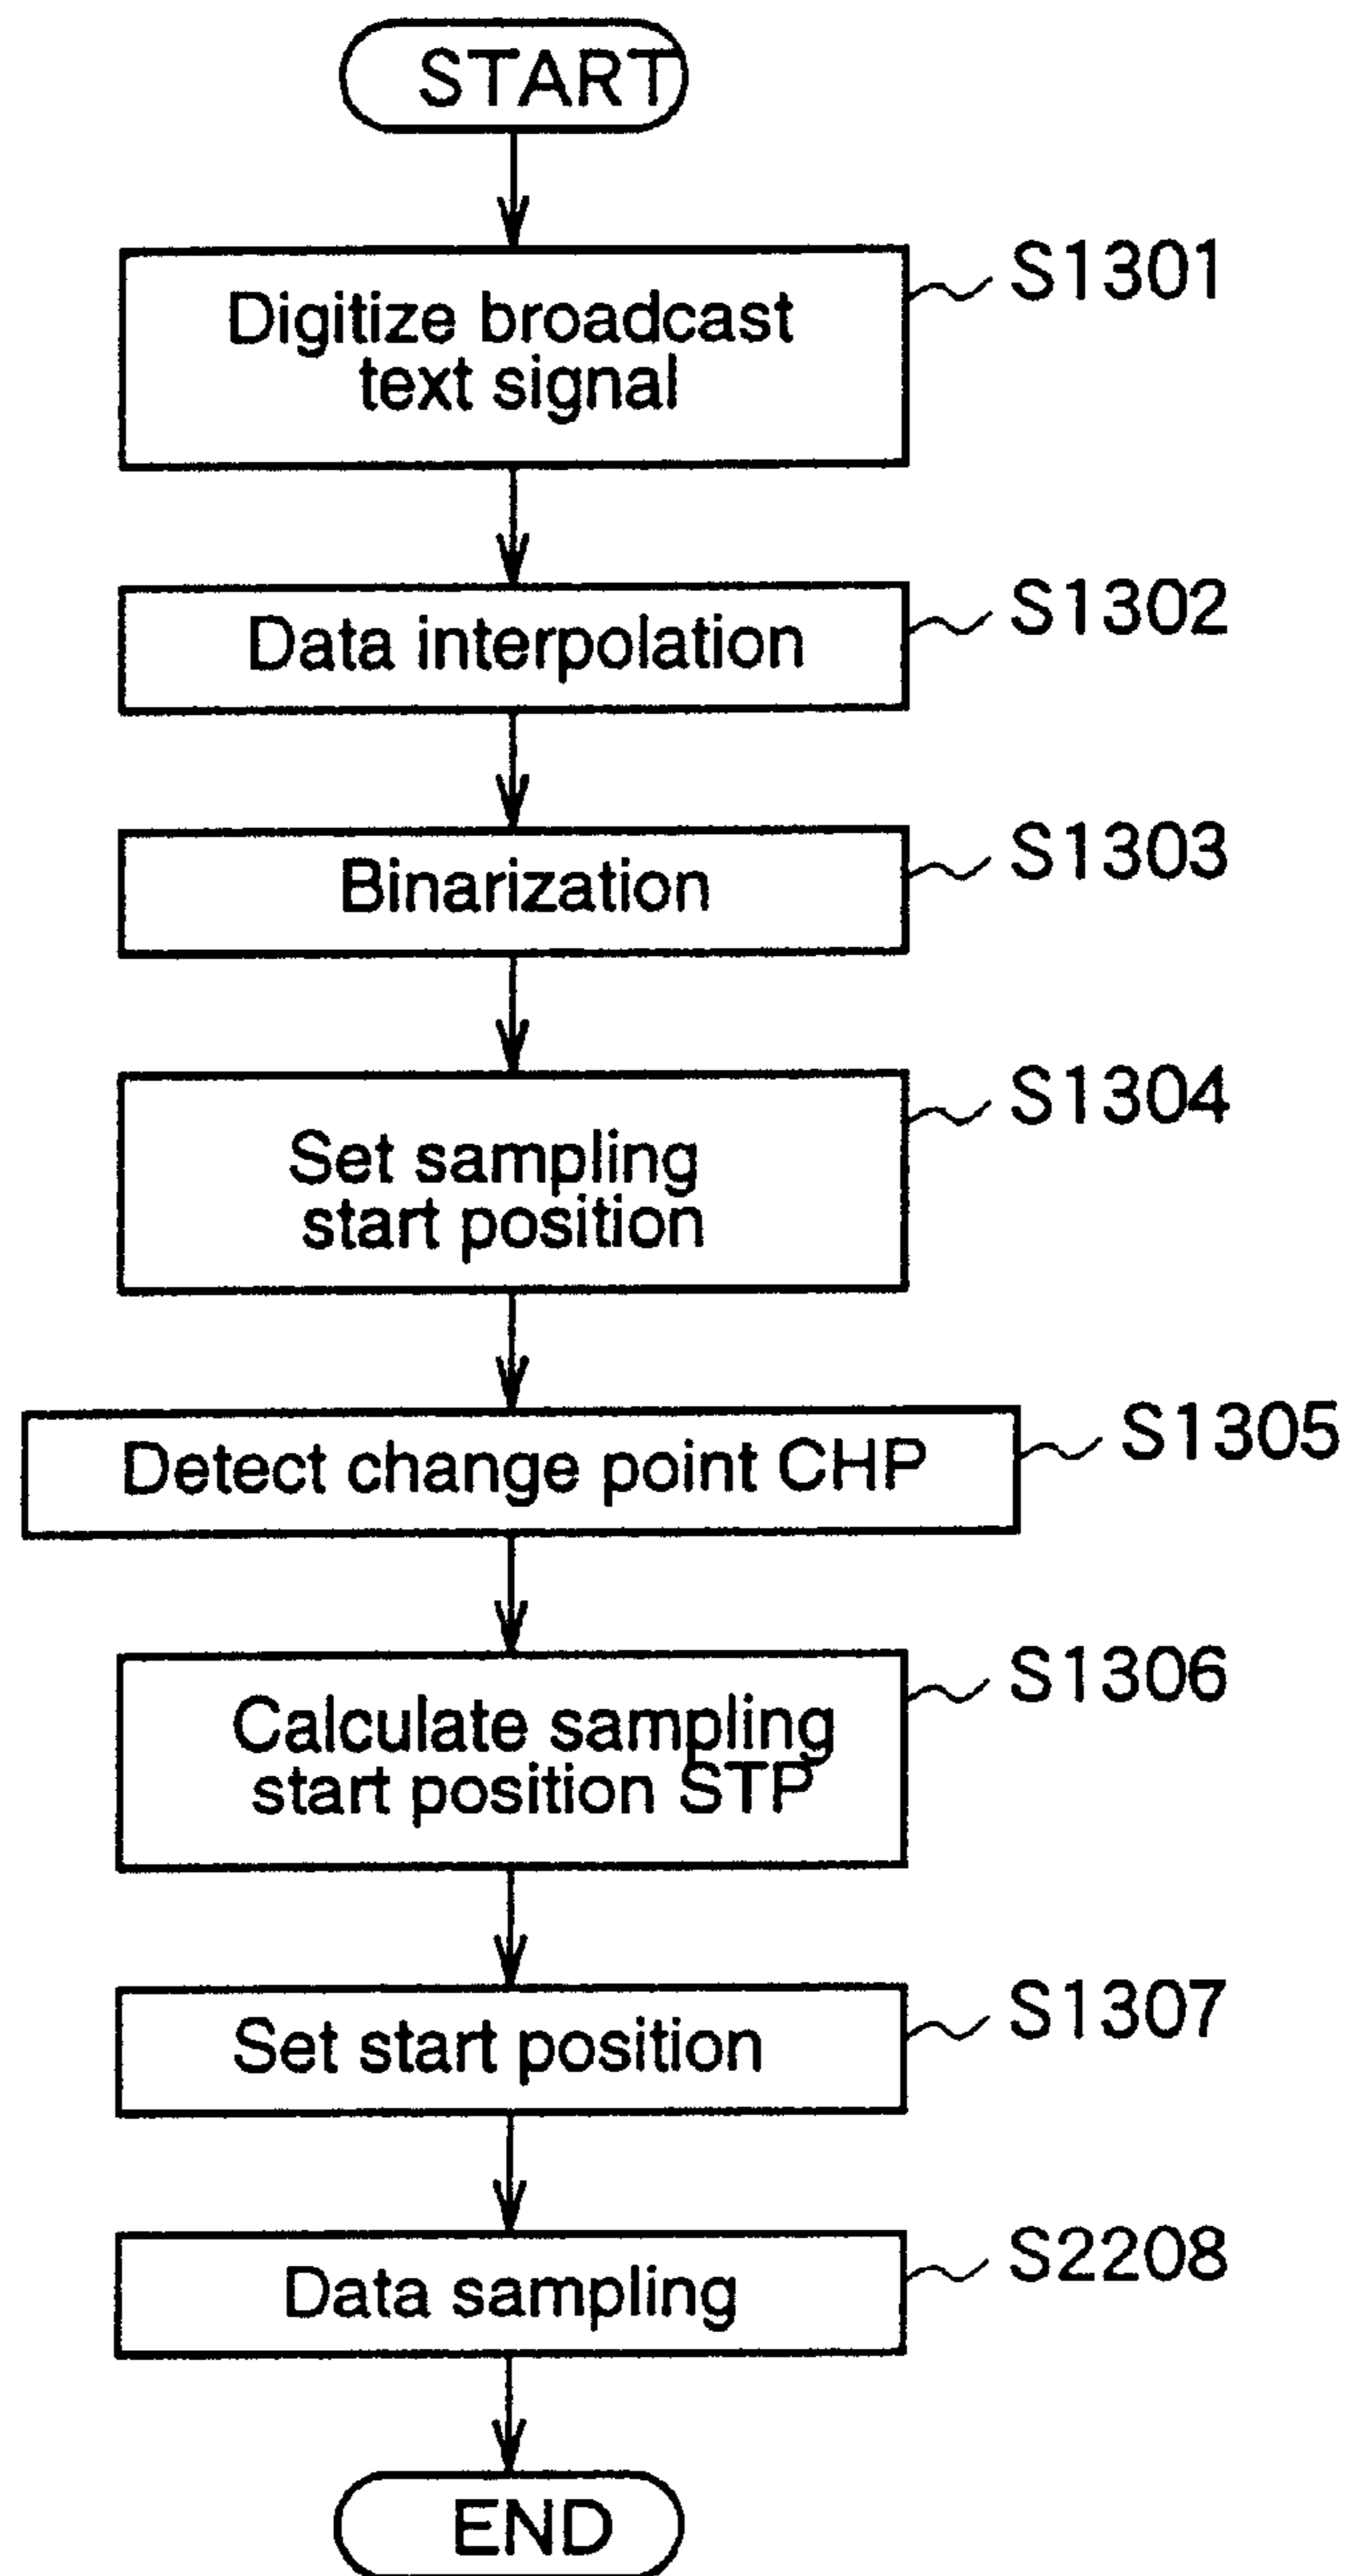 START
Digitize broadcast
text signal
S1301
Data interpolation
S1302
Binarization
S1303
Set sampling
start position
S1304
Detect change point CHP
S1305
Calculate sampling
start position STP
S1306
Set start position
S1307
Data sampling
S2208
END